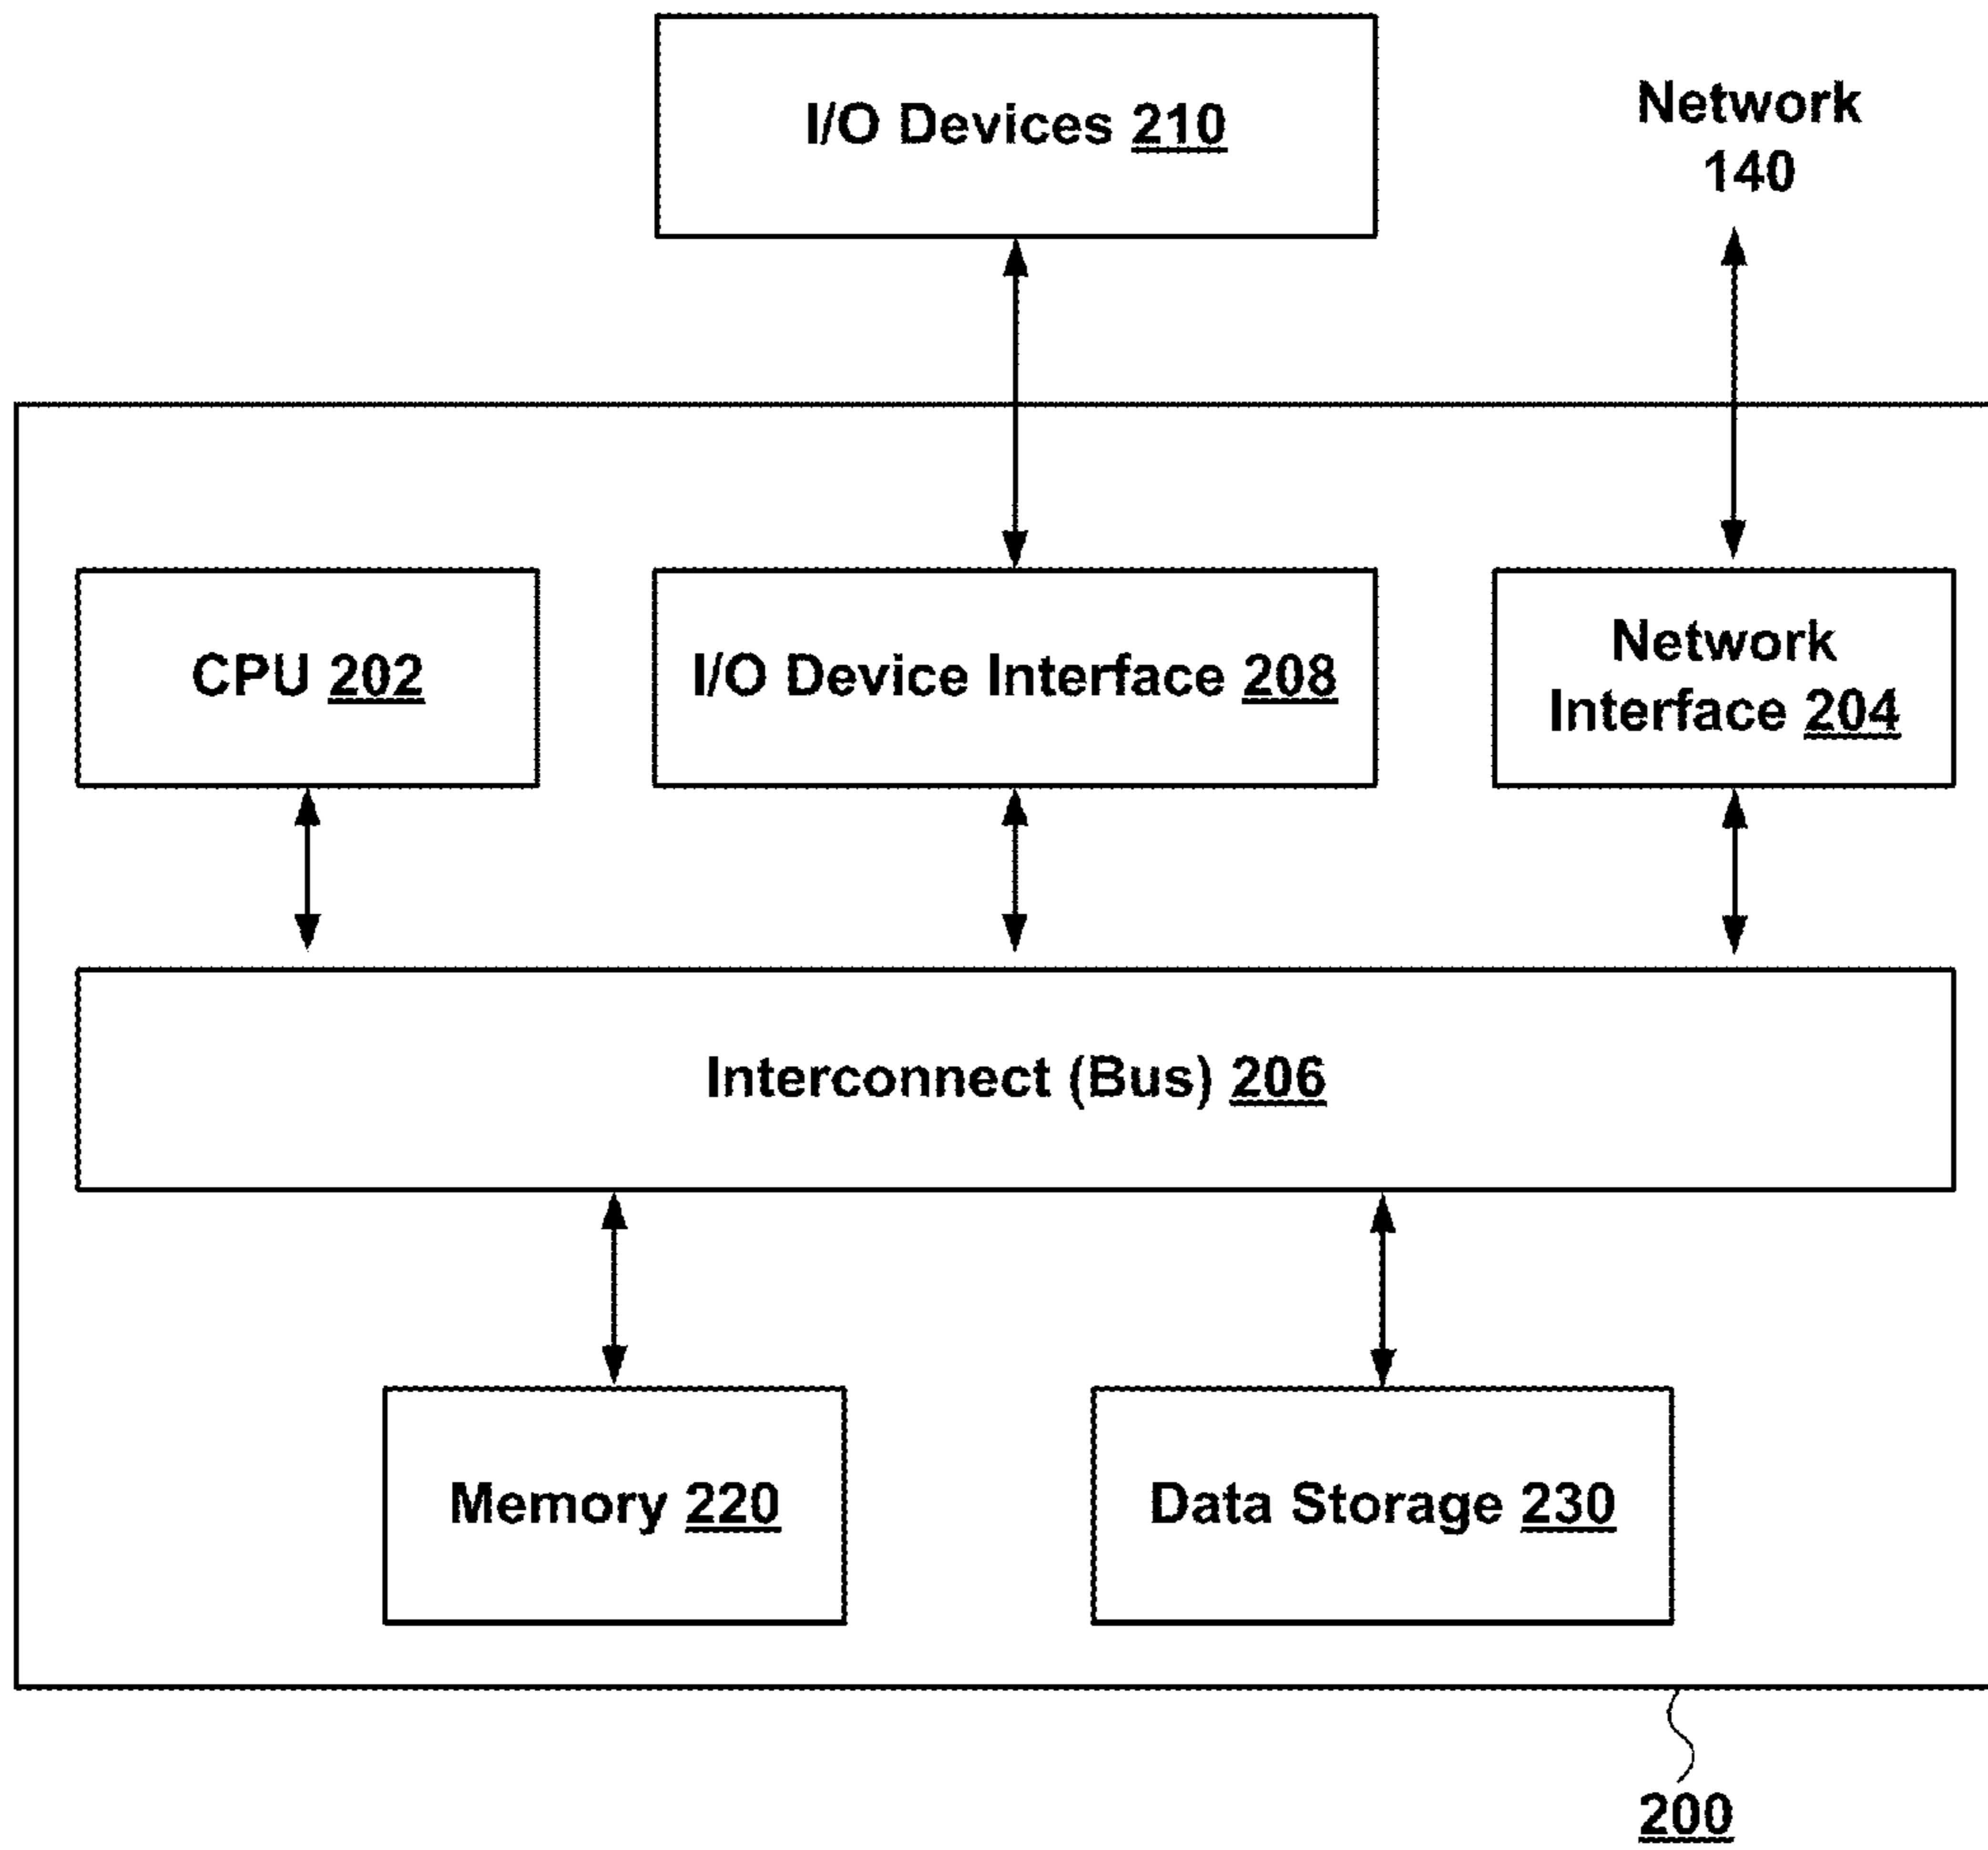 I/O Devices 210
Network
140
CPU 202
I/O Device Interface 208
Network
Interface 204
Interconnect (Bus) 206
Memory 220
Data Storage 230
200